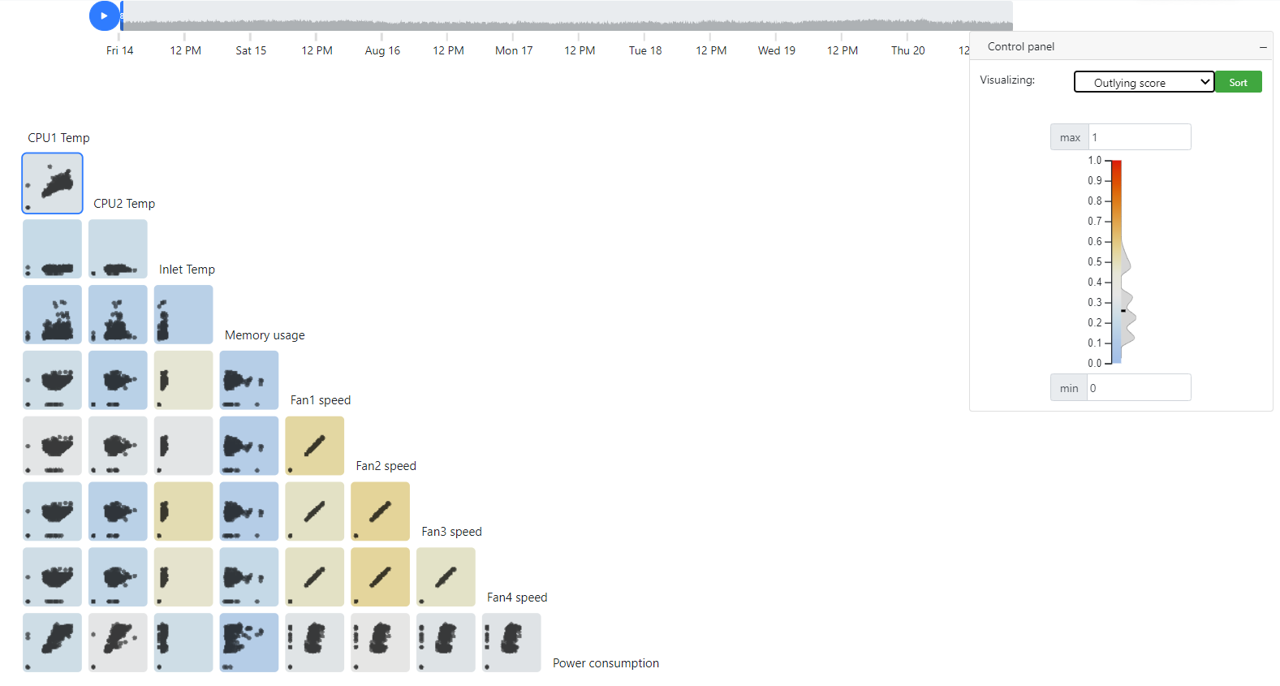 Fri 14 12 PM Sat 15 12 PM Aug 16 12 PM Mon 17 12 PM Tue 18 12 PM Wed 19 12 PM Thu 20 12
Control panel
Visualizing: Outlying score Sort
max 1
1.0
0.9
0.8
0.7
0.6
0.5
0.4
0.3
0.2
0.1
0.0
min 0
CPU1 Temp
CPU2 Temp
Inlet Temp
Memory usage
Fan1 speed
Fan2 speed
Fan3 speed
Fan4 speed
Power consumption